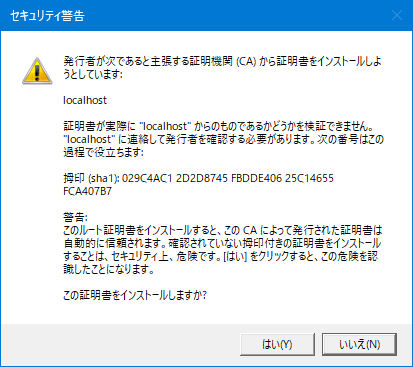 セキュリティ警告
発行者が次であると主張する証明機関 (CA) から証明書をインストールしよ
うとしています:
localhost
証明書が実際に "localhost" からのものであるかどうかを検証できません。
"localhost" に連絡して発行者を確認する必要があります。次の番号はこの
過程で役立ちます:
拇印 (sha1): 029C4AC1 2D2D8745 FBDDE406 25C14655
FCA407B7
警告:
このルート証明書をインストールすると、この CA によって発行された証明書は
自動的に信頼されます。確認されていない拇印付きの証明書をインストール
することは、セキュリティ上、危険です。[はい] をクリックすると、この危険を認
識したことになります。
この証明書をインストールしますか?
はい(Y)
いいえ(N)